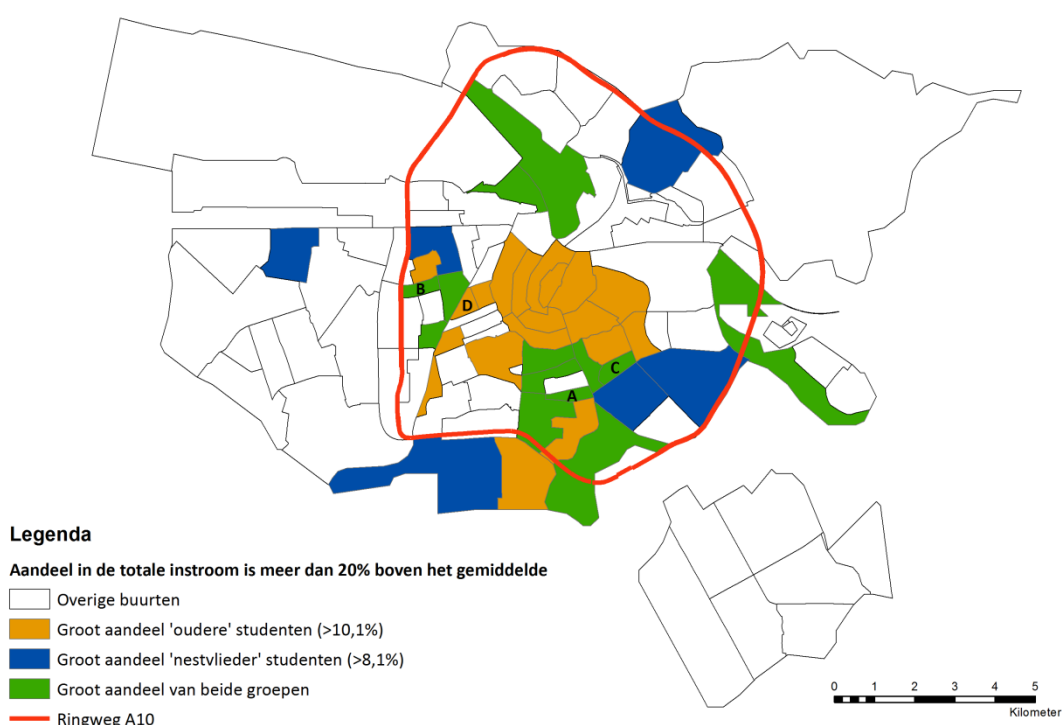 B
D
C
A
Legenda
Aandeel in de totale instroom is meer dan 20% boven het gemiddelde
Overige buurten
Groot aandeel 'oudere' studenten (>10,1%)
Groot aandeel 'nestvlieder' studenten (>8,1%)
Groot aandeel van beide groepen
Ringweg A10
0 1 2 3 4 5
Kilometer